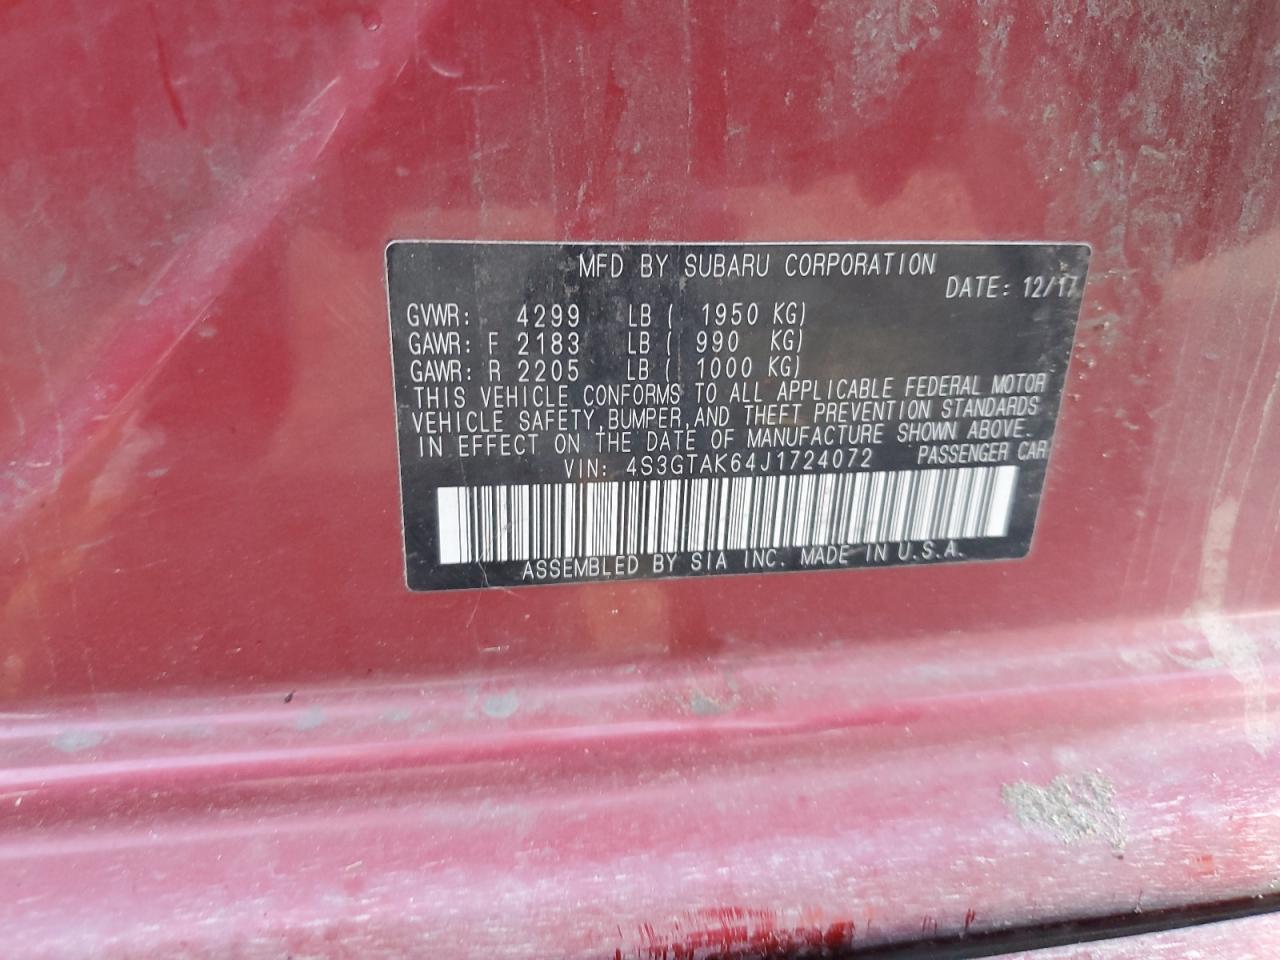 MFD BY SUBARU CORPORATION
DATE: 12/17
GVWR: 4299 LB ( 1950 KG)
GAWR: F 2183 LB ( 990 KG)
GAWR: R 2205 LB ( 1000 KG)
THIS VEHICLE CONFORMS TO ALL APPLICABLE FEDERAL MOTOR
VEHICLE SAFETY, BUMPER, AND THEFT PREVENTION STANDARDS
IN EFFECT ON THE DATE OF MANUFACTURE SHOWN ABOVE.
VIN: 4S3GTAK64J1724072 PASSENGER CAR
ASSEMBLED BY SIA INC. MADE IN U.S.A.